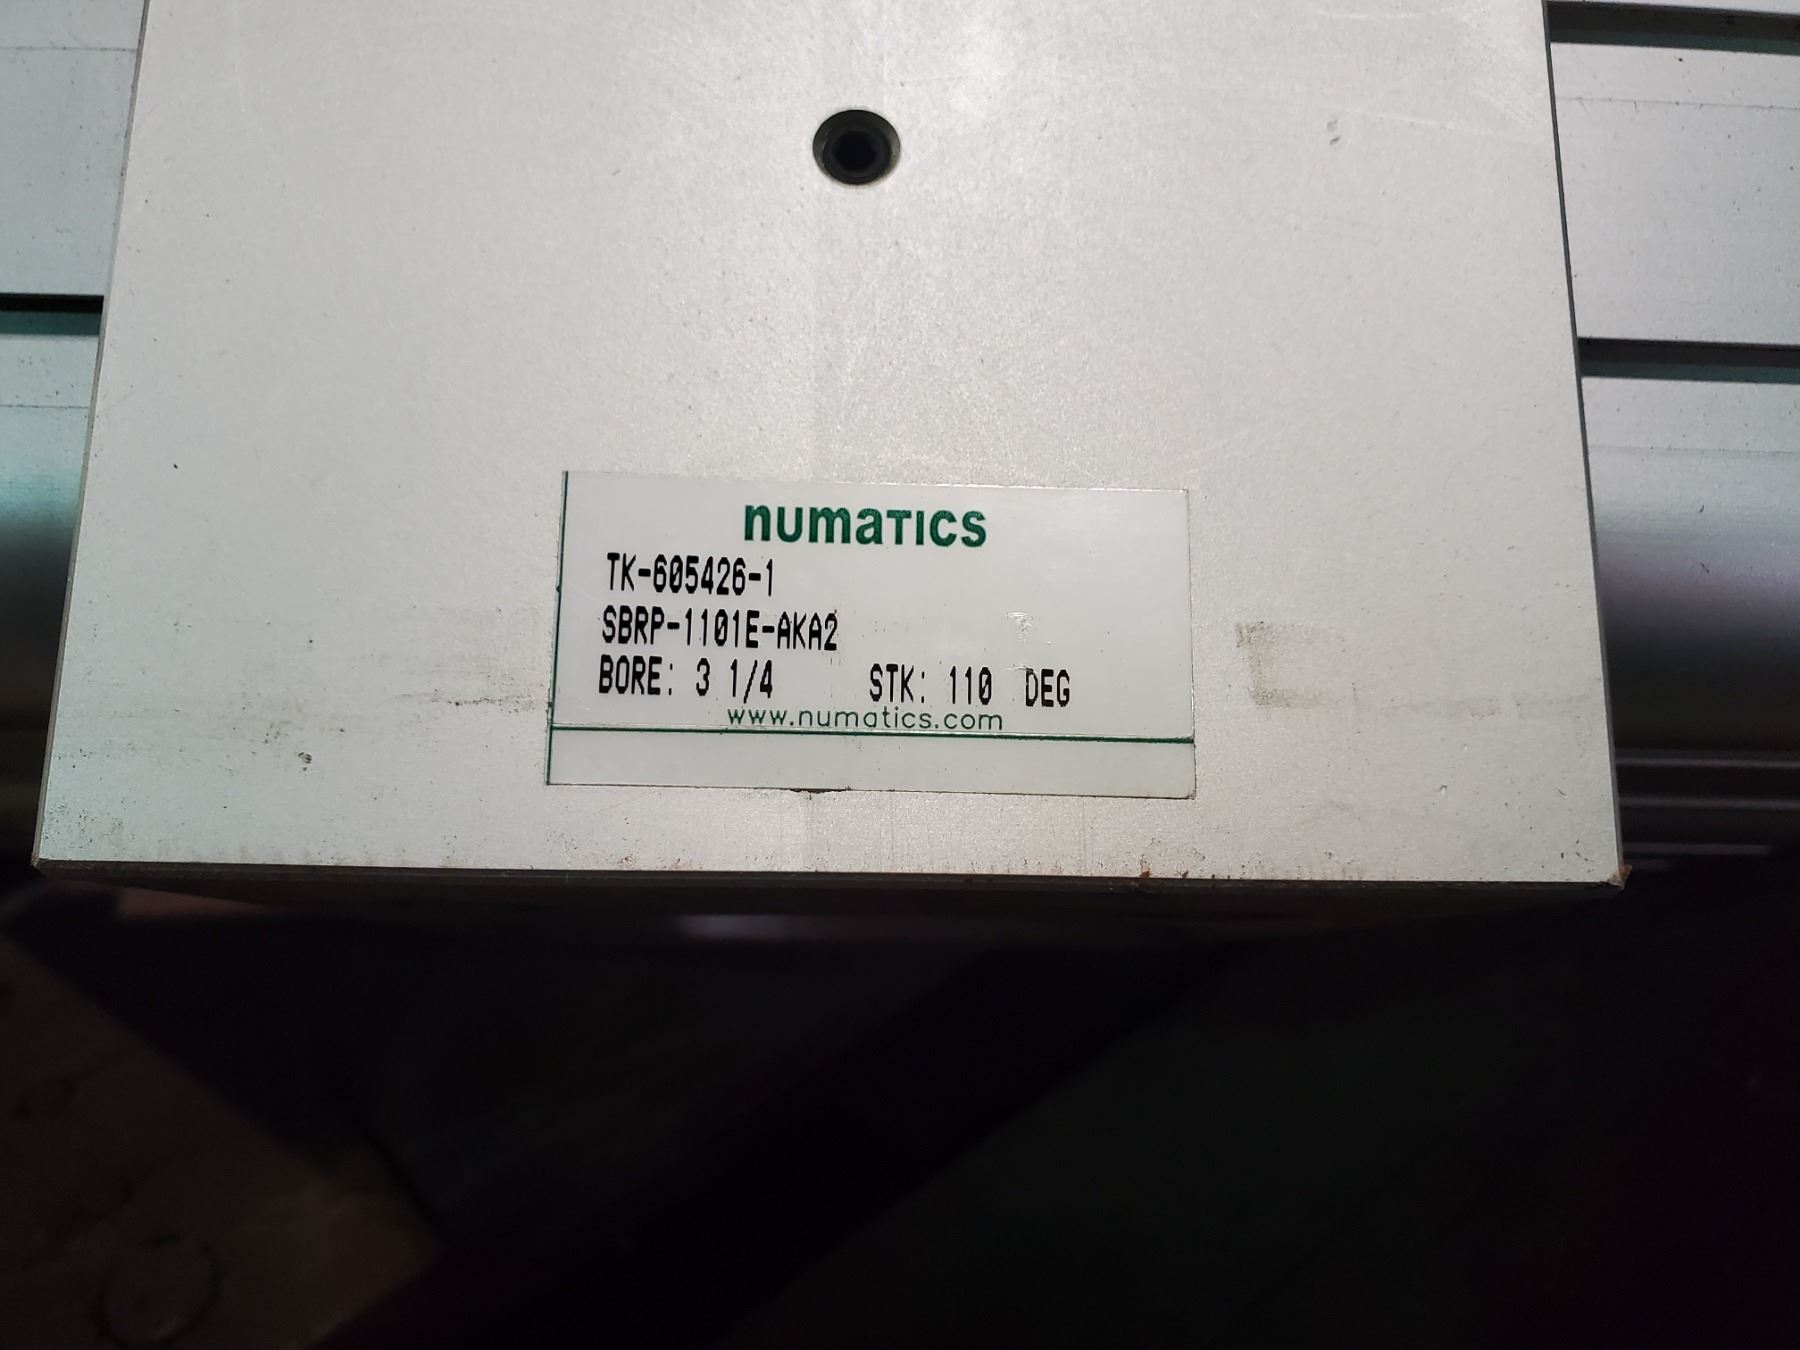 numatics
TK-605426-1
SBRP-1101E-AKA2
BORE: 3 1/4 STK: 110 DEG
www.numatics.com